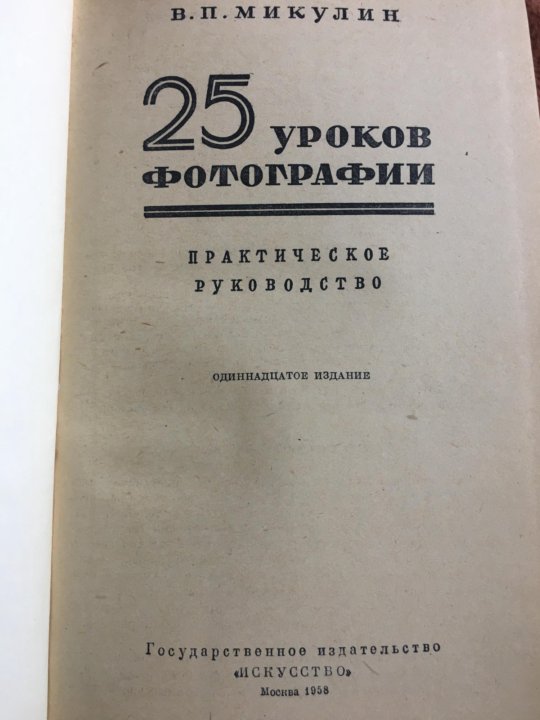 В. П. МИКУЛИН
25 УРОКОВ
ФОТОГРАФИИ
ПРАКТИЧЕСКОЕ
РУКОВОДСТВО
ОДИННАДЦАТОЕ ИЗДАНИЕ
Государственное издательство
«ИСКУССТВО»
Москва 1958